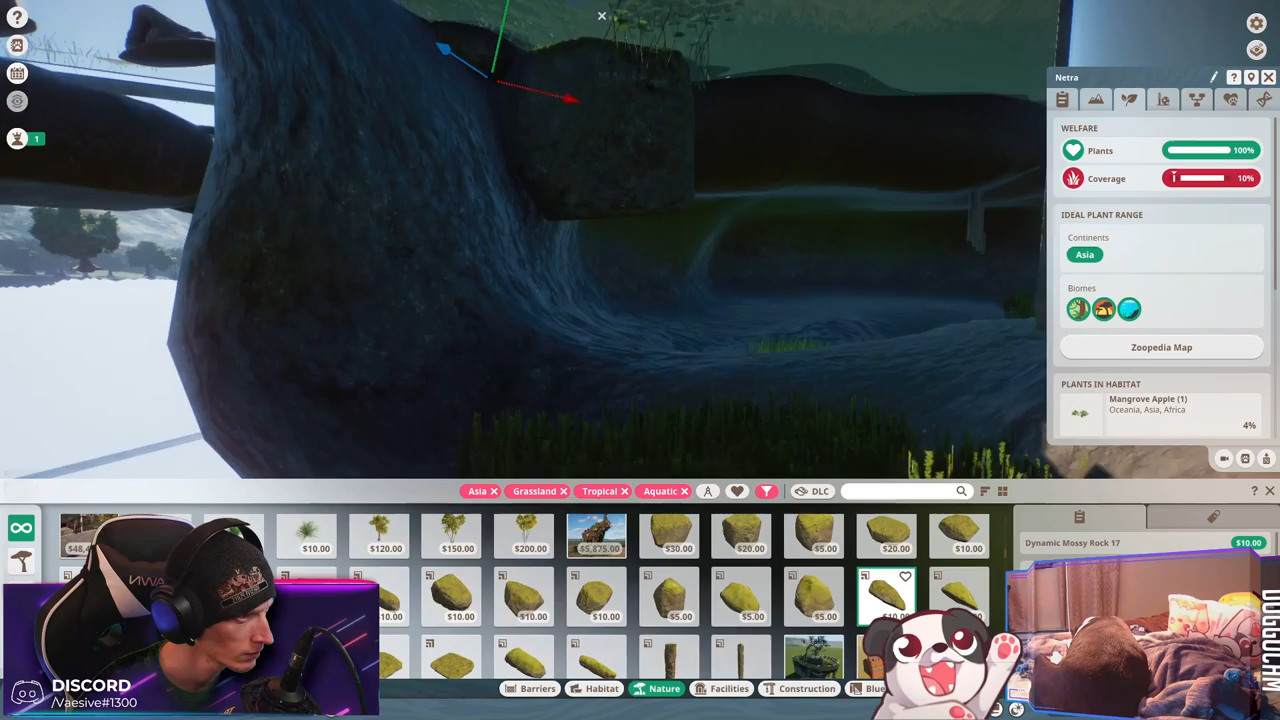 ?
1
Netra
?
WELFARE
Plants
100%
Coverage
10%
IDEAL PLANT RANGE
Continents
Asia
Biomes
Zoopedia Map
PLANTS IN HABITAT
Mangrove Apple (1)
Oceania, Asia, Africa
4%
Asia ✕ Grassland ✕ Tropical ✕ Aquatic ✕ DLC
? ✕
$10.00 $120.00 $150.00 $200.00 $5,875.00 $30.00 $20.00 $5.00 $20.00 $10.00
Dynamic Mossy Rock 17 $10.00
$10.00 $10.00 $10.00 $5.00 $5.00 $5.00
Barriers Habitat Nature Facilities Construction Blue
DISCORD
/Vaesive#1300
DOGGOCAM